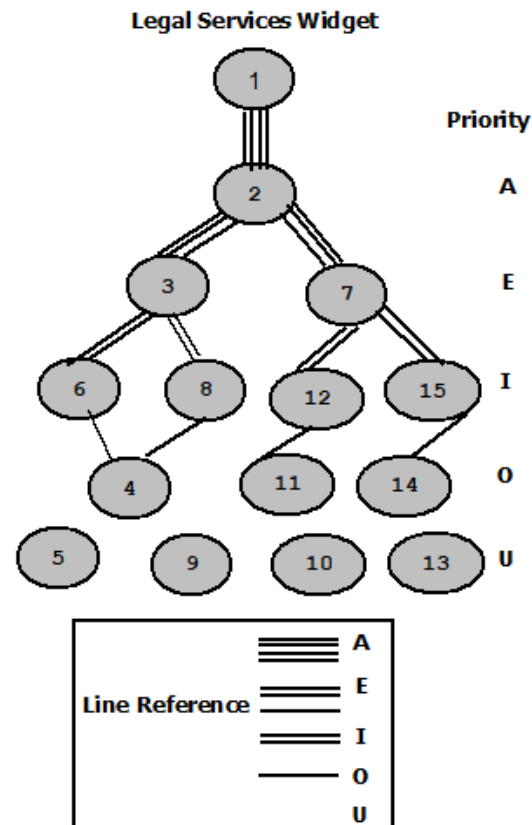 Legal Services Widget
1
Priority
2
A
3
7
E
6
8
12
15
I
4
11
14
O
5
9
10
13
U
A
E
Line Reference
I
O
U